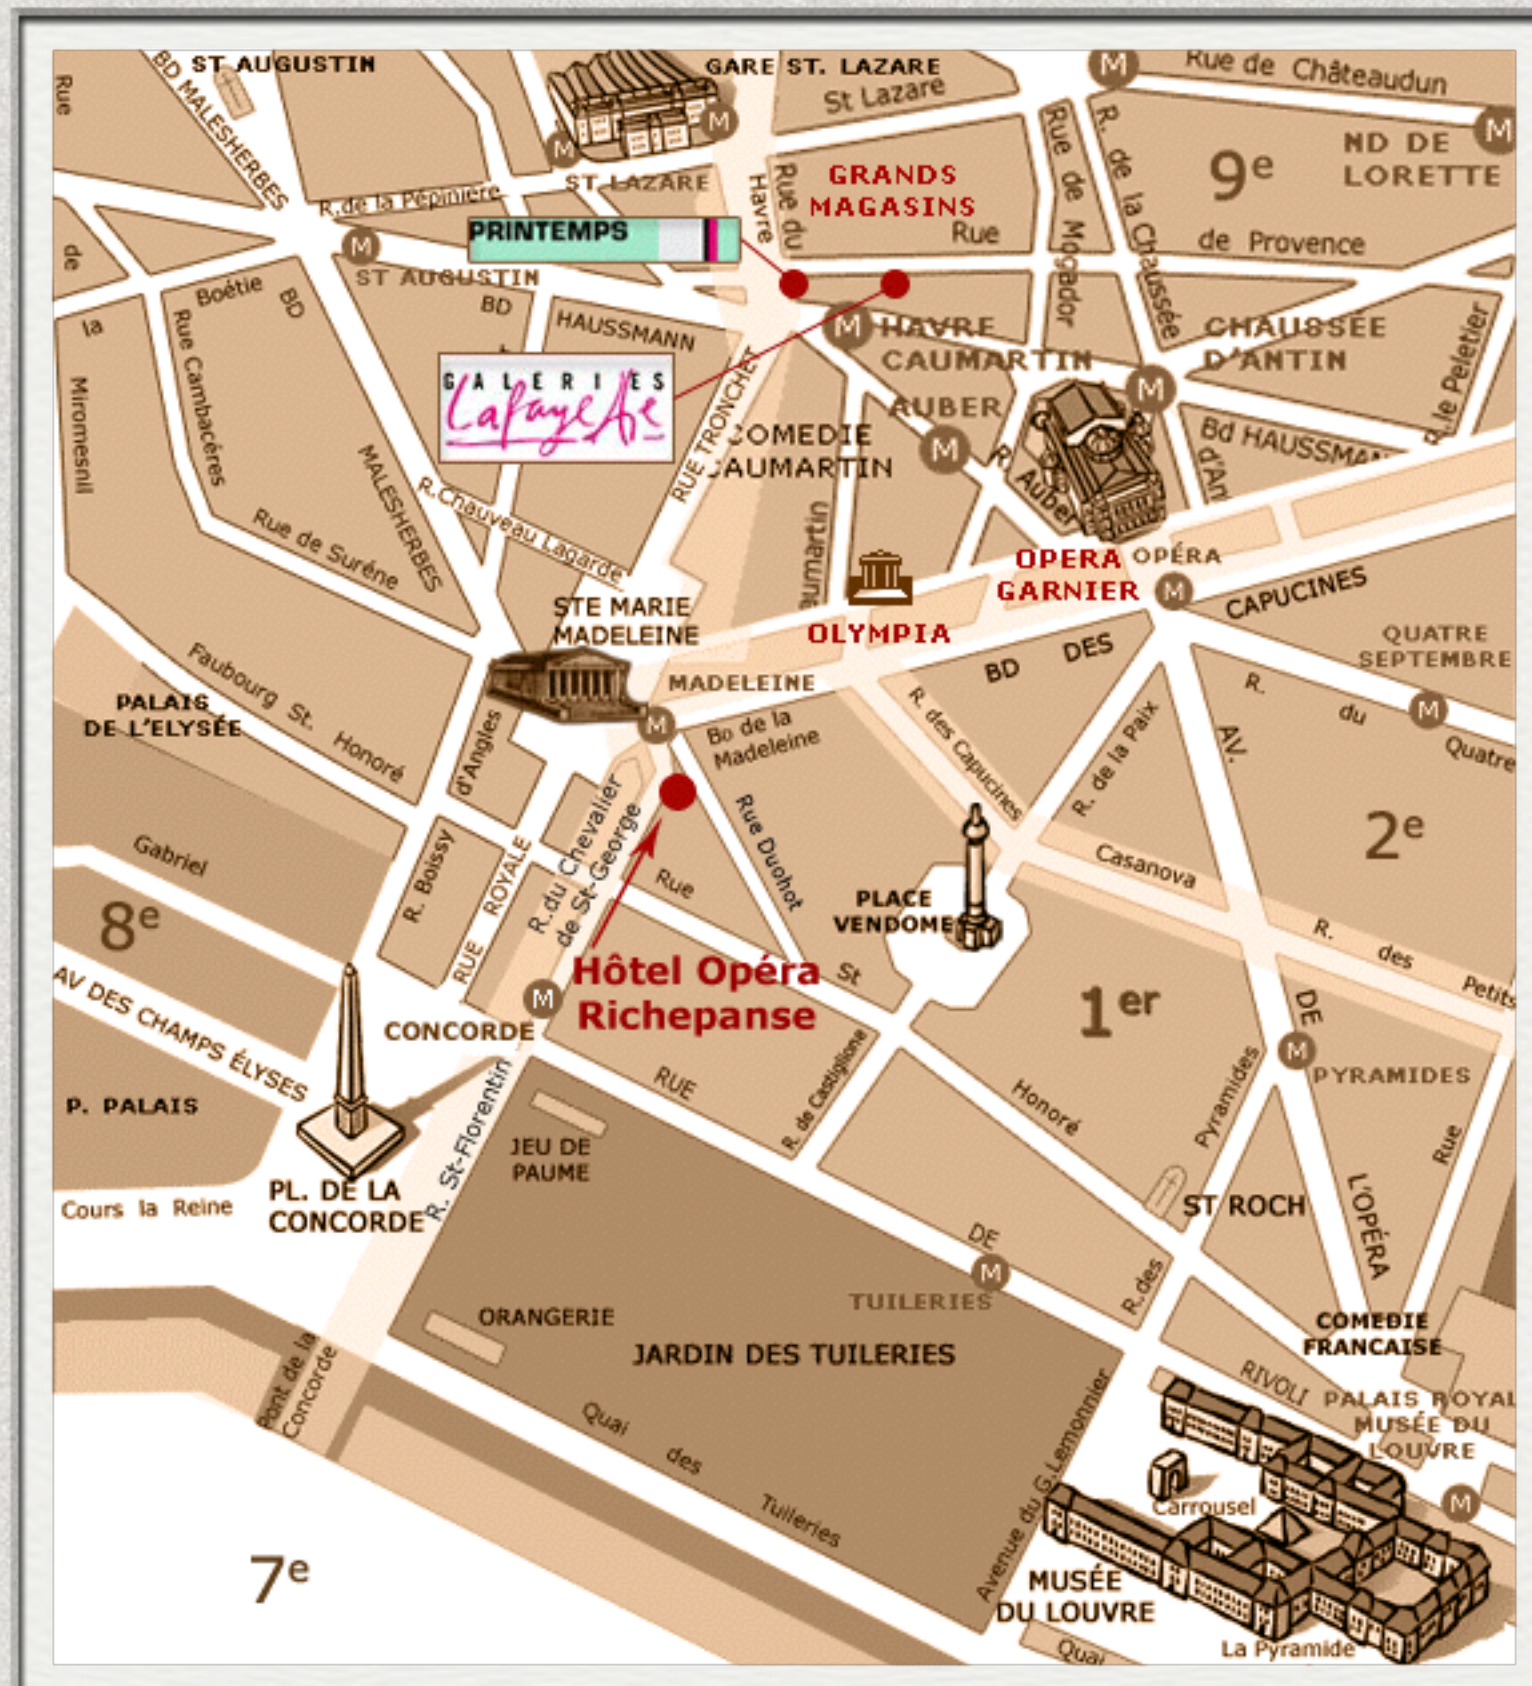 ST AUGUSTIN
BD MALESHERBES
Rue
GARE ST. LAZARE
St Lazare
M
Rue de Châteaudun
M
ND DE
LORETTE
9e
M
M
ST LAZARE
Rue du
Havre
GRANDS
MAGASINS
Rue
de Provence
Rue de Mogador
R. de la Chaussée
R.de la Pépinière
PRINTEMPS
de
M
ST AUGUSTIN
Boétie
BD
BD
HAUSSMANN
la
Rue Cambacéres
Miromesnil
GALERIES
Lafayette
RUE TRONCHET
M
HAVRE
CAUMARTIN
CHAUSSÉE
D'ANTIN
M
R.le Peletier
AUBER
M
COMEDIE
AUMARTIN
R. Auber
Bd HAUSSMAN
d'An
MALESHERBES
R.Chauveau Lagarde
Rue de Suréne
umartin
OPERA
GARNIER
OPÉRA
M
CAPUCINES
STE MARIE
MADELEINE
OLYMPIA
BD DES
QUATRE
SEPTEMBRE
M
Faubourg St. Honoré
PALAIS
DE L'ELYSÉE
MADELEINE
M
Bo de la
Madeleine
R. des Capucines
R. de la Paix
AV.
R. du
Quatre
d'Angles
Gabriel
R. Boissy
RUE ROYALE
R.du Chevalier
de St-George
Rue
Rue Duohot
2e
Casanova
PLACE
VENDOME
8e
R. des
Petits
AV DES CHAMPS ÉLYSES
Hôtel Opéra
Richepanse
St
M
CONCORDE
1er
DE
M
PYRAMIDES
RUE
R. de Castiglione
Honoré
Pyramides
Rue
P. PALAIS
R. St-Florentin
JEU DE
PAUME
PL. DE LA
CONCORDE
Cours la Reine
ST ROCH
L'OPÉRA
DE
M
TUILERIES
R.des
ORANGERIE
JARDIN DES TUILERIES
COMEDIE
FRANCAISE
Pont de la
Concorde
RIVOLI
PALAIS ROYAL
MUSÉE DU
LOUVRE
M
Quai des Tuileries
Avenue du G.Lemonnier
Carrousel
7e
MUSÉE
DU LOUVRE
La Pyramide
Quai